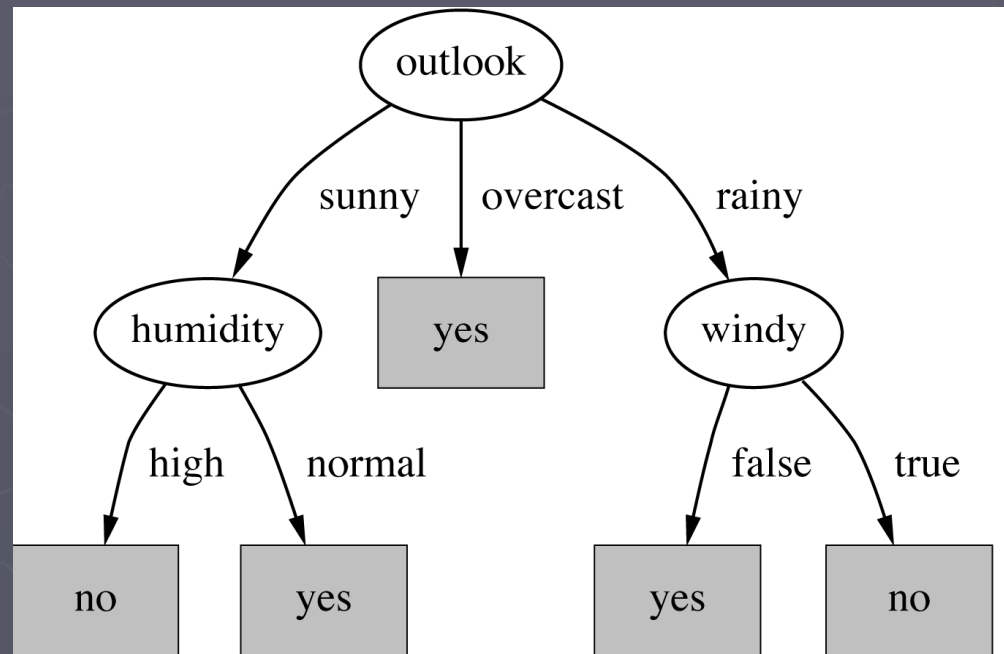 outlook
sunny overcast rainy
humidity yes windy
high normal false true
no yes yes no